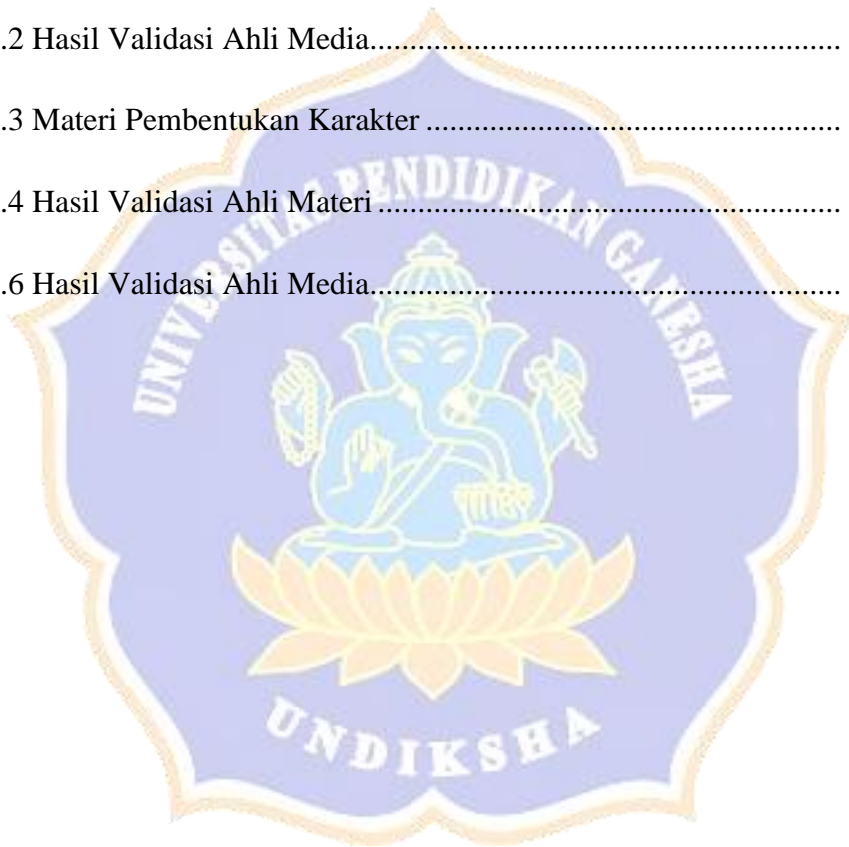 .2 Hasil Validasi Ahli Media...........................................................
.3 Materi Pembentukan Karakter ....................................................
.4 Hasil Validasi Ahli Materi ..........................................................
.6 Hasil Validasi Ahli Media...........................................................
UNIVERSITAS PENDIDIKAN GANESHA
UNDIKSHA